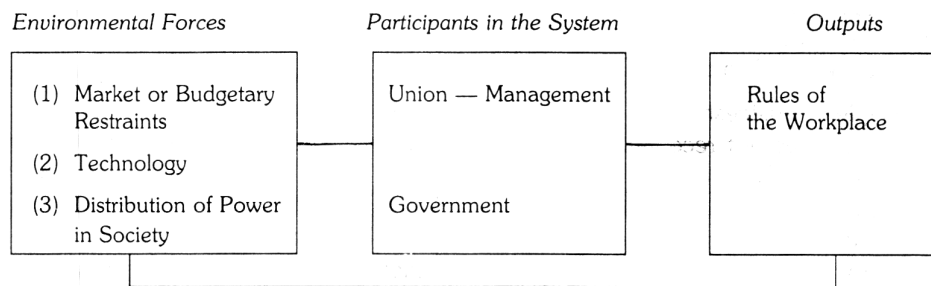 Environmental Forces
Participants in the System
Outputs
(1) Market or Budgetary
Restraints
(2) Technology
(3) Distribution of Power
in Society
Union — Management
Government
Rules of
the Workplace